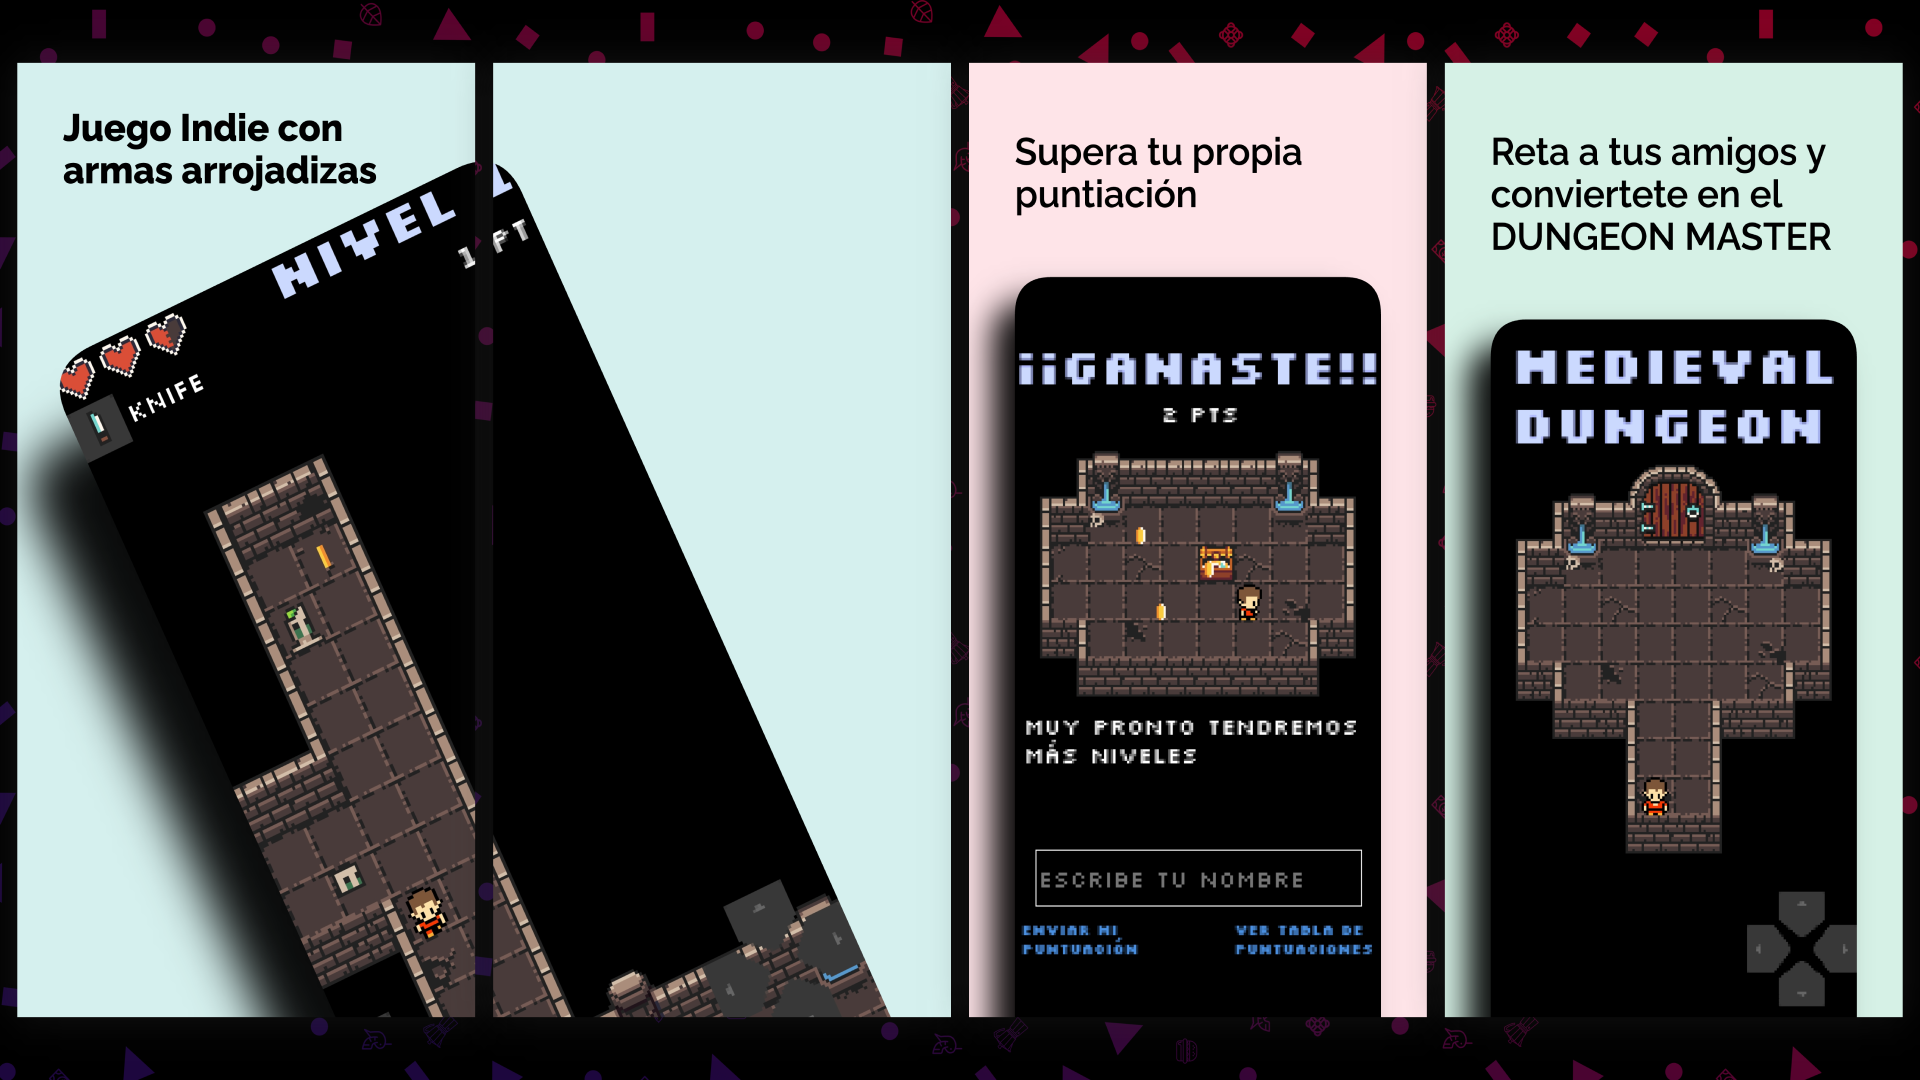 Juego Indie con
armas arrojadizas
NIVEL 1
1 PT
KNIFE
Supera tu propia
puntiación
¡¡GANASTE!!
2 PTS
MUY PRONTO TENDREMOS
MÁS NIVELES
ESCRIBE TU NOMBRE
ENVIAR MI
PUNTUACIÓN
VER TABLA DE
PUNTUACIONES
Reta a tus amigos y
conviertete en el
DUNGEON MASTER
MEDIEVAL
DUNGEON